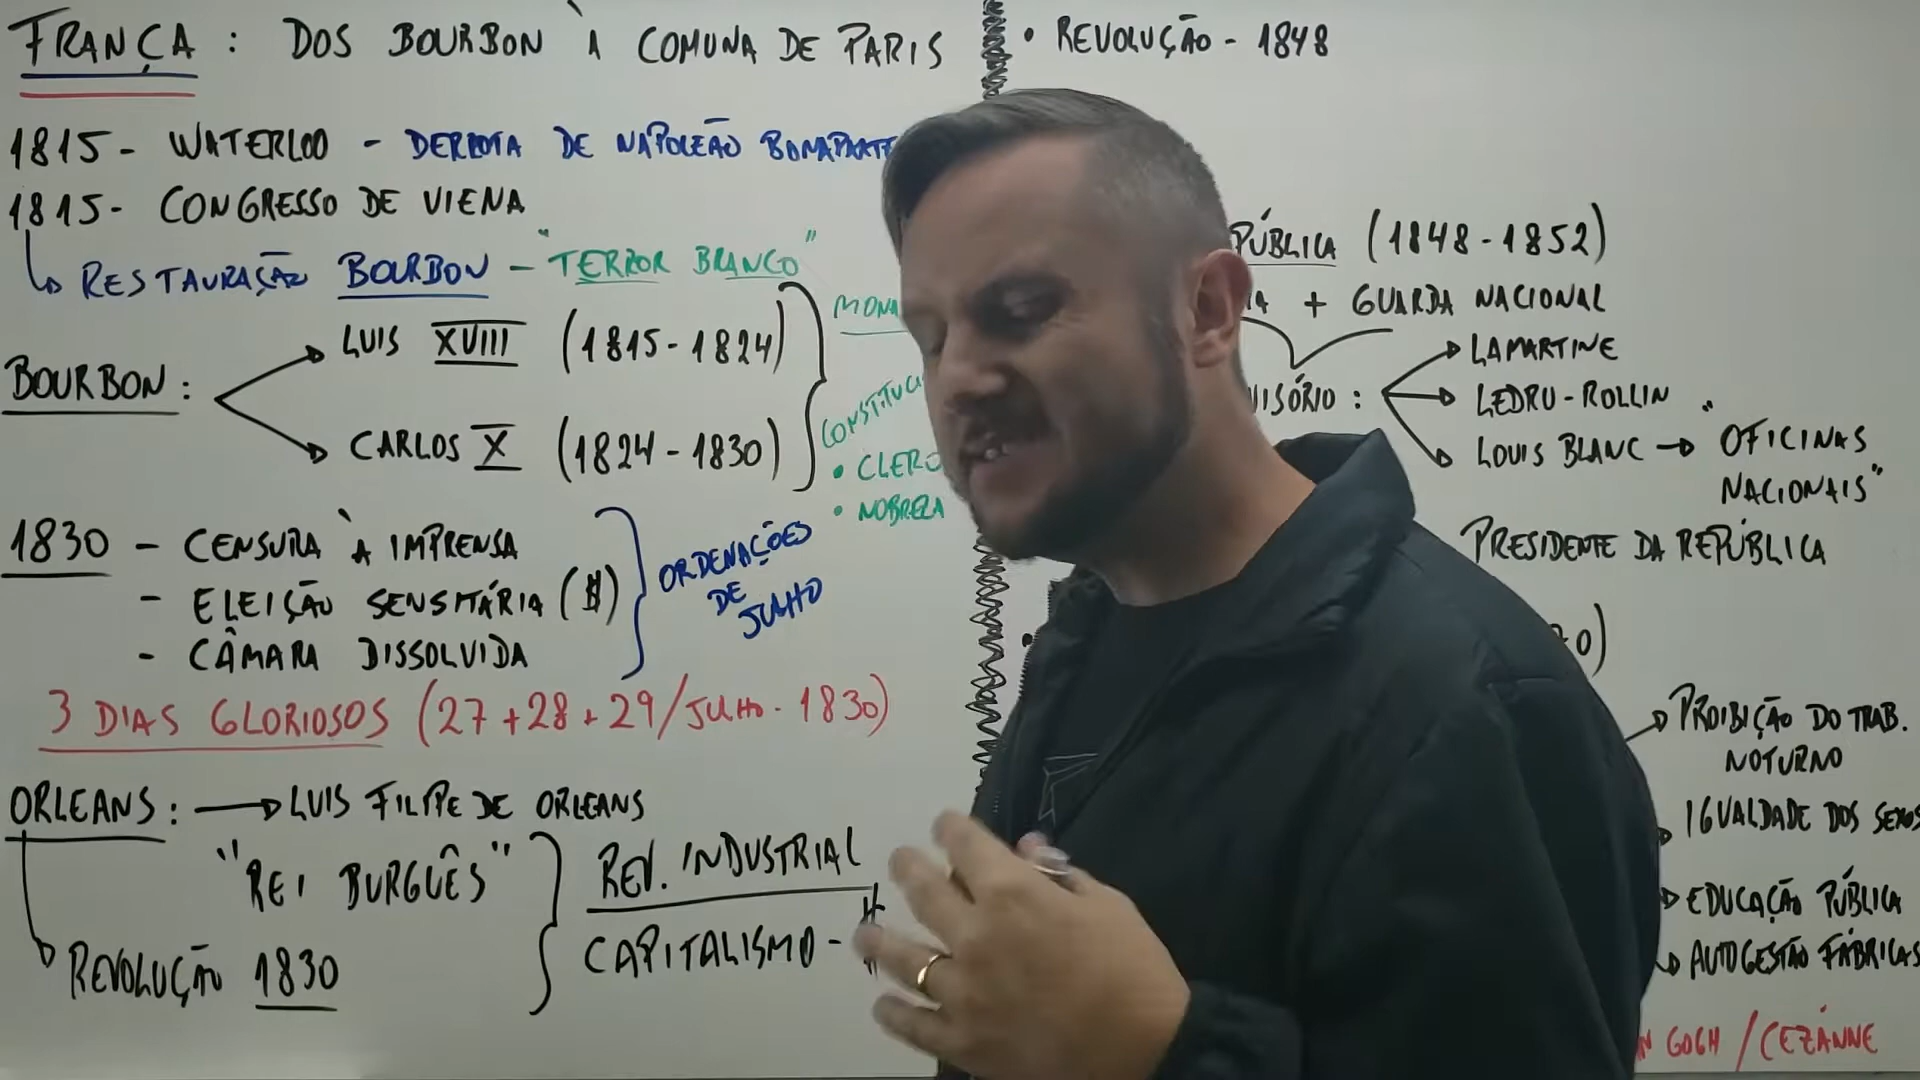 FRANÇA: DOS BOURBON À COMUNA DE PARIS
1815 - WATERLOO - DERROTA DE NAPOLEÃO BONAPARTE
1815 - CONGRESSO DE VIENA
RESTAURAÇÃO BOURBON - "TERROR BRANCO"
BOURBON:
LUIS XVIII (1815-1824)
CARLOS X (1824-1830)
• CLERO
• NOBREZA
1830 - CENSURA À IMPRENSA
- ELEIÇÃO SENSITÁRIA ($)
- CÂMARA DISSOLVIDA
ORDENAÇÕES
DE
JULHO
3 DIAS GLORIOSOS (27+28+29/JULHO - 1830)
ORLEANS: LUIS FILIPE DE ORLEANS
"REI BURGUÊS"
REVOLUÇÃO 1830
REV. INDUSTRIAL
CAPITALISMO -
• REVOLUÇÃO - 1848
(1848-1852)
+ GUARDA NACIONAL
LAMARTINE
LEDRU-ROLLIN
LOUIS BLANC → "OFICINAS
NACIONAIS"
PRESIDENTE DA REPÚBLICA
PROIBIÇÃO DO TRAB.
NOTURNO
IGUALDADE DOS SEXOS
EDUCAÇÃO PÚBLICA
AUTOGESTÃO FÁBRICAS
GOGH / CEZÁNNE